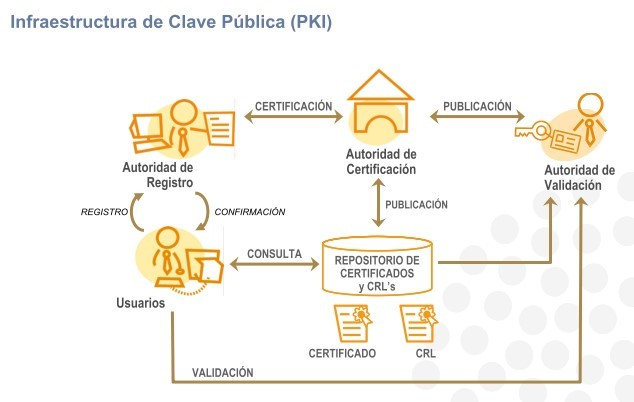 Infraestructura de Clave Pública (PKI)
CERTIFICACIÓN
PUBLICACIÓN
Autoridad de
Registro
Autoridad de
Certificación
Autoridad de
Validación
REGISTRO
CONFIRMACIÓN
PUBLICACIÓN
CONSULTA
REPOSITORIO DE
CERTIFICADOS
y CRL's
Usuarios
CERTIFICADO
CRL
VALIDACIÓN